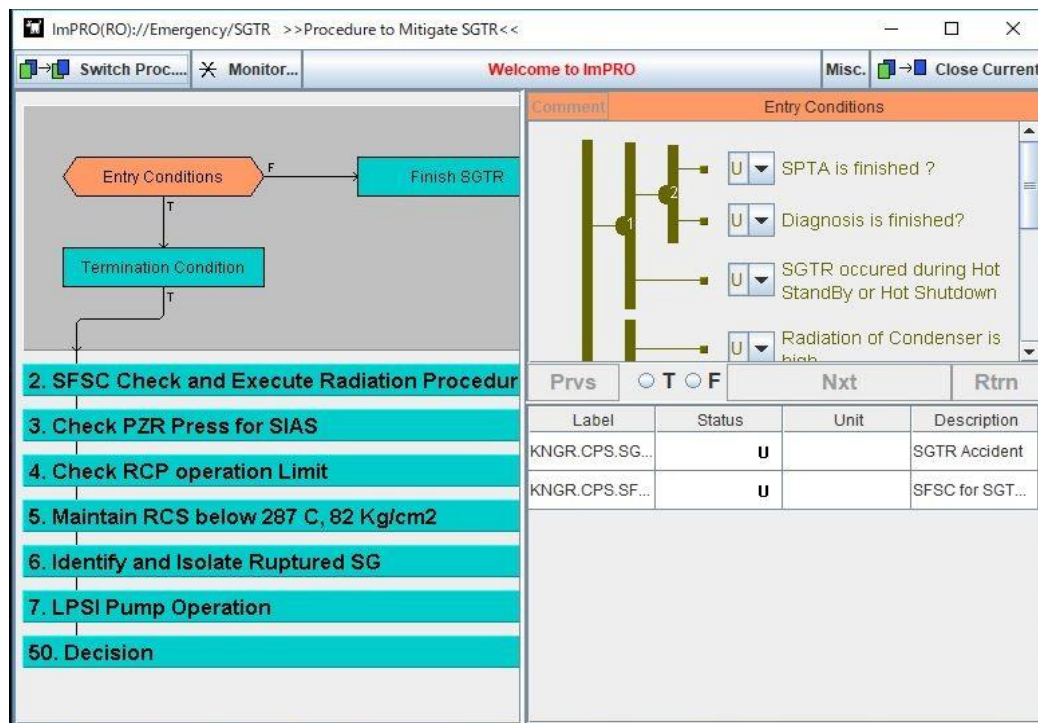 ImPRO(RO)://Emergency/SGTR >>Procedure to Mitigate SGTR<<
Switch Proc....
Monitor...
Welcome to ImPRO
Misc.
Close Current
Entry Conditions
F
Finish SGTR
T
Termination Condition
T
2. SFSC Check and Execute Radiation Procedur
3. Check PZR Press for SIAS
4. Check RCP operation Limit
5. Maintain RCS below 287 C, 82 Kg/cm2
6. Identify and Isolate Ruptured SG
7. LPSI Pump Operation
50. Decision
Comment
Entry Conditions
U SPTA is finished ?
2
U Diagnosis is finished?
1
U SGTR occured during Hot
StandBy or Hot Shutdown
U Radiation of Condenser is
high
Prvs T F Nxt Rtrn
Label Status Unit Description
KNGR.CPS.SG... U SGTR Accident
KNGR.CPS.SF... U SFSC for SGT...